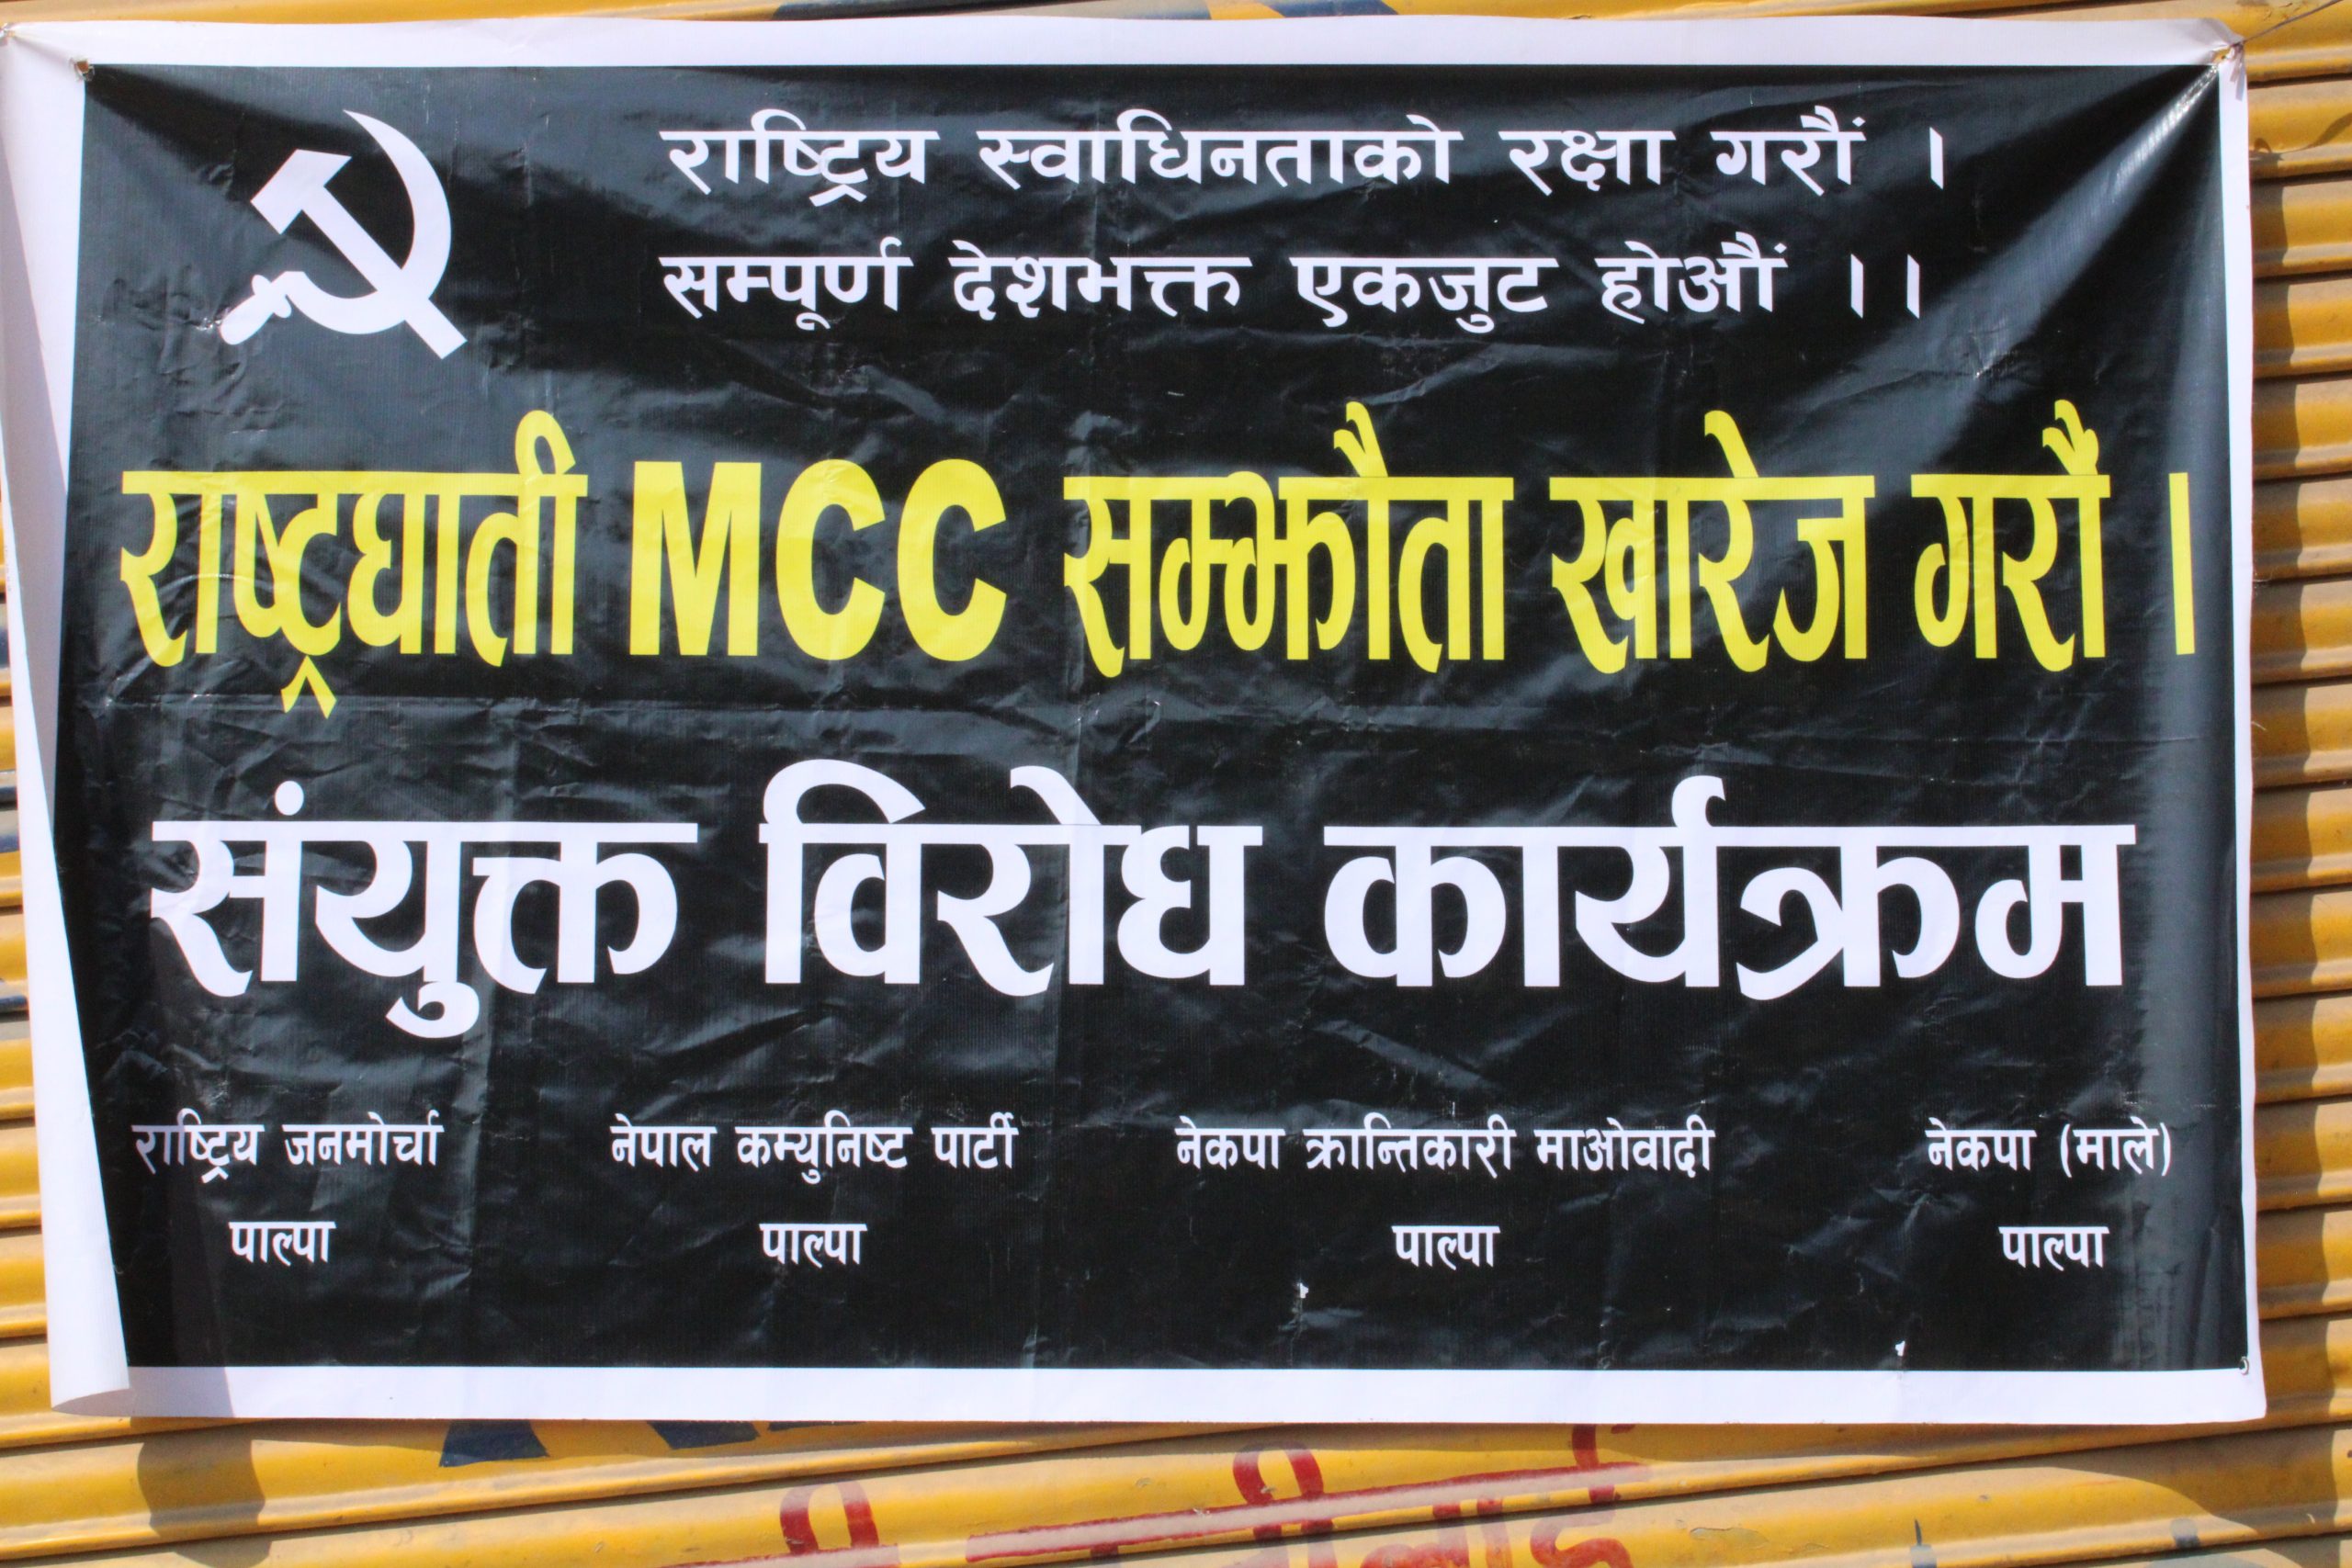 राष्ट्रिय स्वाधिनताको रक्षा गरौं ।
सम्पूर्ण देशभक्त एकजुट होऔं ।।
राष्ट्रघाती MCC सम्झौता खारेज गरौं ।
संयुक्त विरोध कार्यक्रम
राष्ट्रिय जनमोर्चा नेपाल कम्युनिष्ट पार्टी नेकपा क्रान्तिकारी माओवादी नेकपा (माले)
पाल्पा पाल्पा पाल्पा पाल्पा